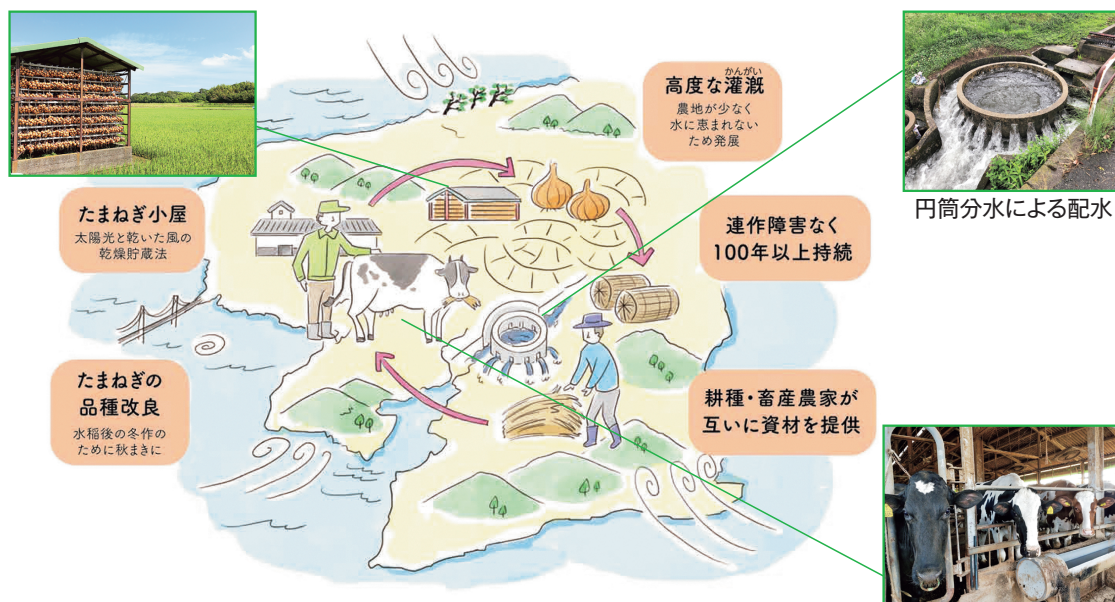 かんがい
高度な灌漑
農地が少なく
水に恵まれない
ため発展
円筒分水による配水
たまねぎ小屋
太陽光と乾いた風の
乾燥貯蔵法
連作障害なく
100年以上持続
たまねぎの
品種改良
水稲後の冬作の
ために秋まきに
耕種・畜産農家が
互いに資材を提供